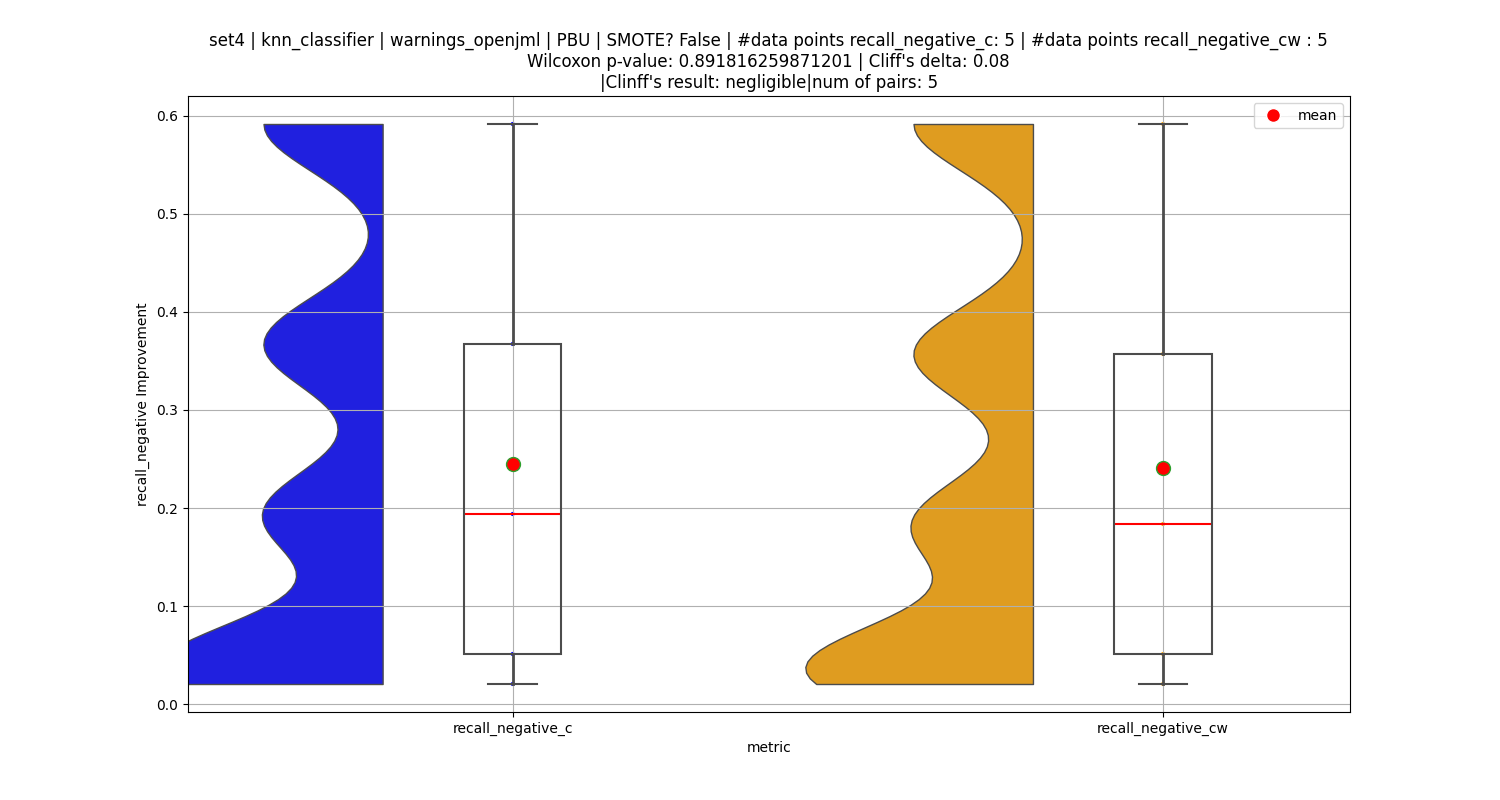 set4 | knn_classifier | warnings_openjml | PBU | SMOTE? False | #data points recall_negative_c: 5 | #data points recall_negative_cw : 5
Wilcoxon p-value: 0.891816259871201 | Cliff's delta: 0.08
|Clinff's result: negligible|num of pairs: 5
mean
0.6
0.5
0.4
0.3
0.2
0.1
0.0
recall_negative Improvement
recall_negative_c
recall_negative_cw
metric